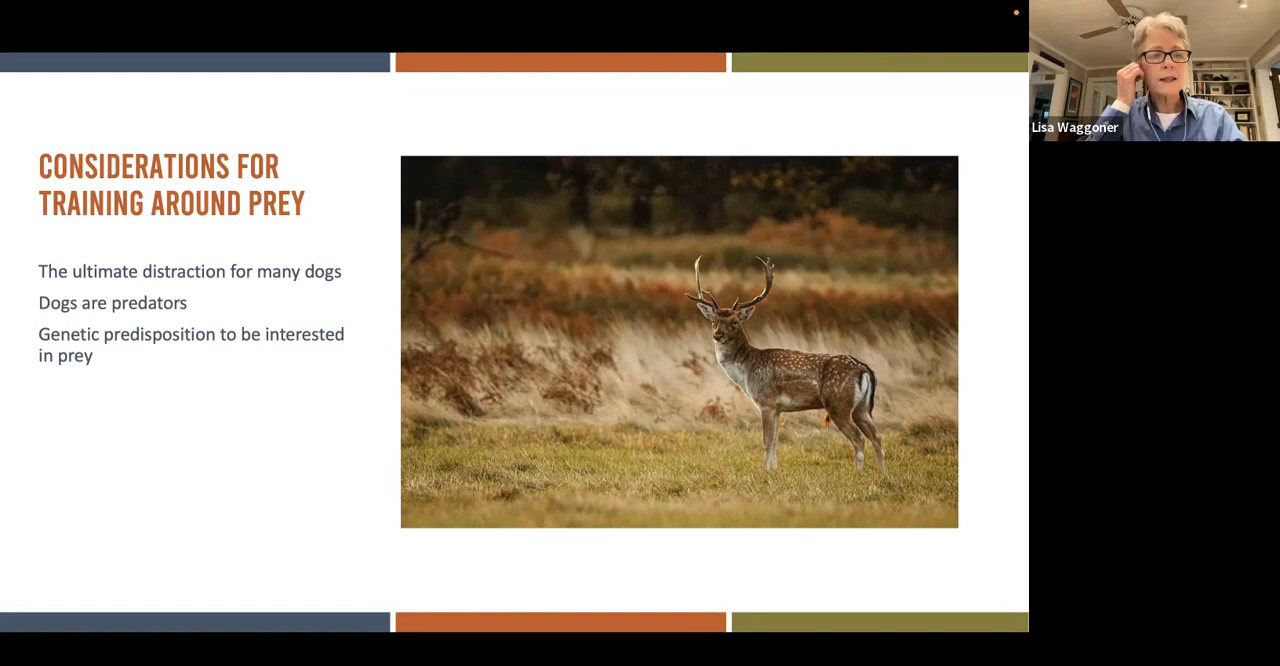 CONSIDERATIONS FOR
TRAINING AROUND PREY
The ultimate distraction for many dogs
Dogs are predators
Genetic predisposition to be interested
in prey
Lisa Waggoner